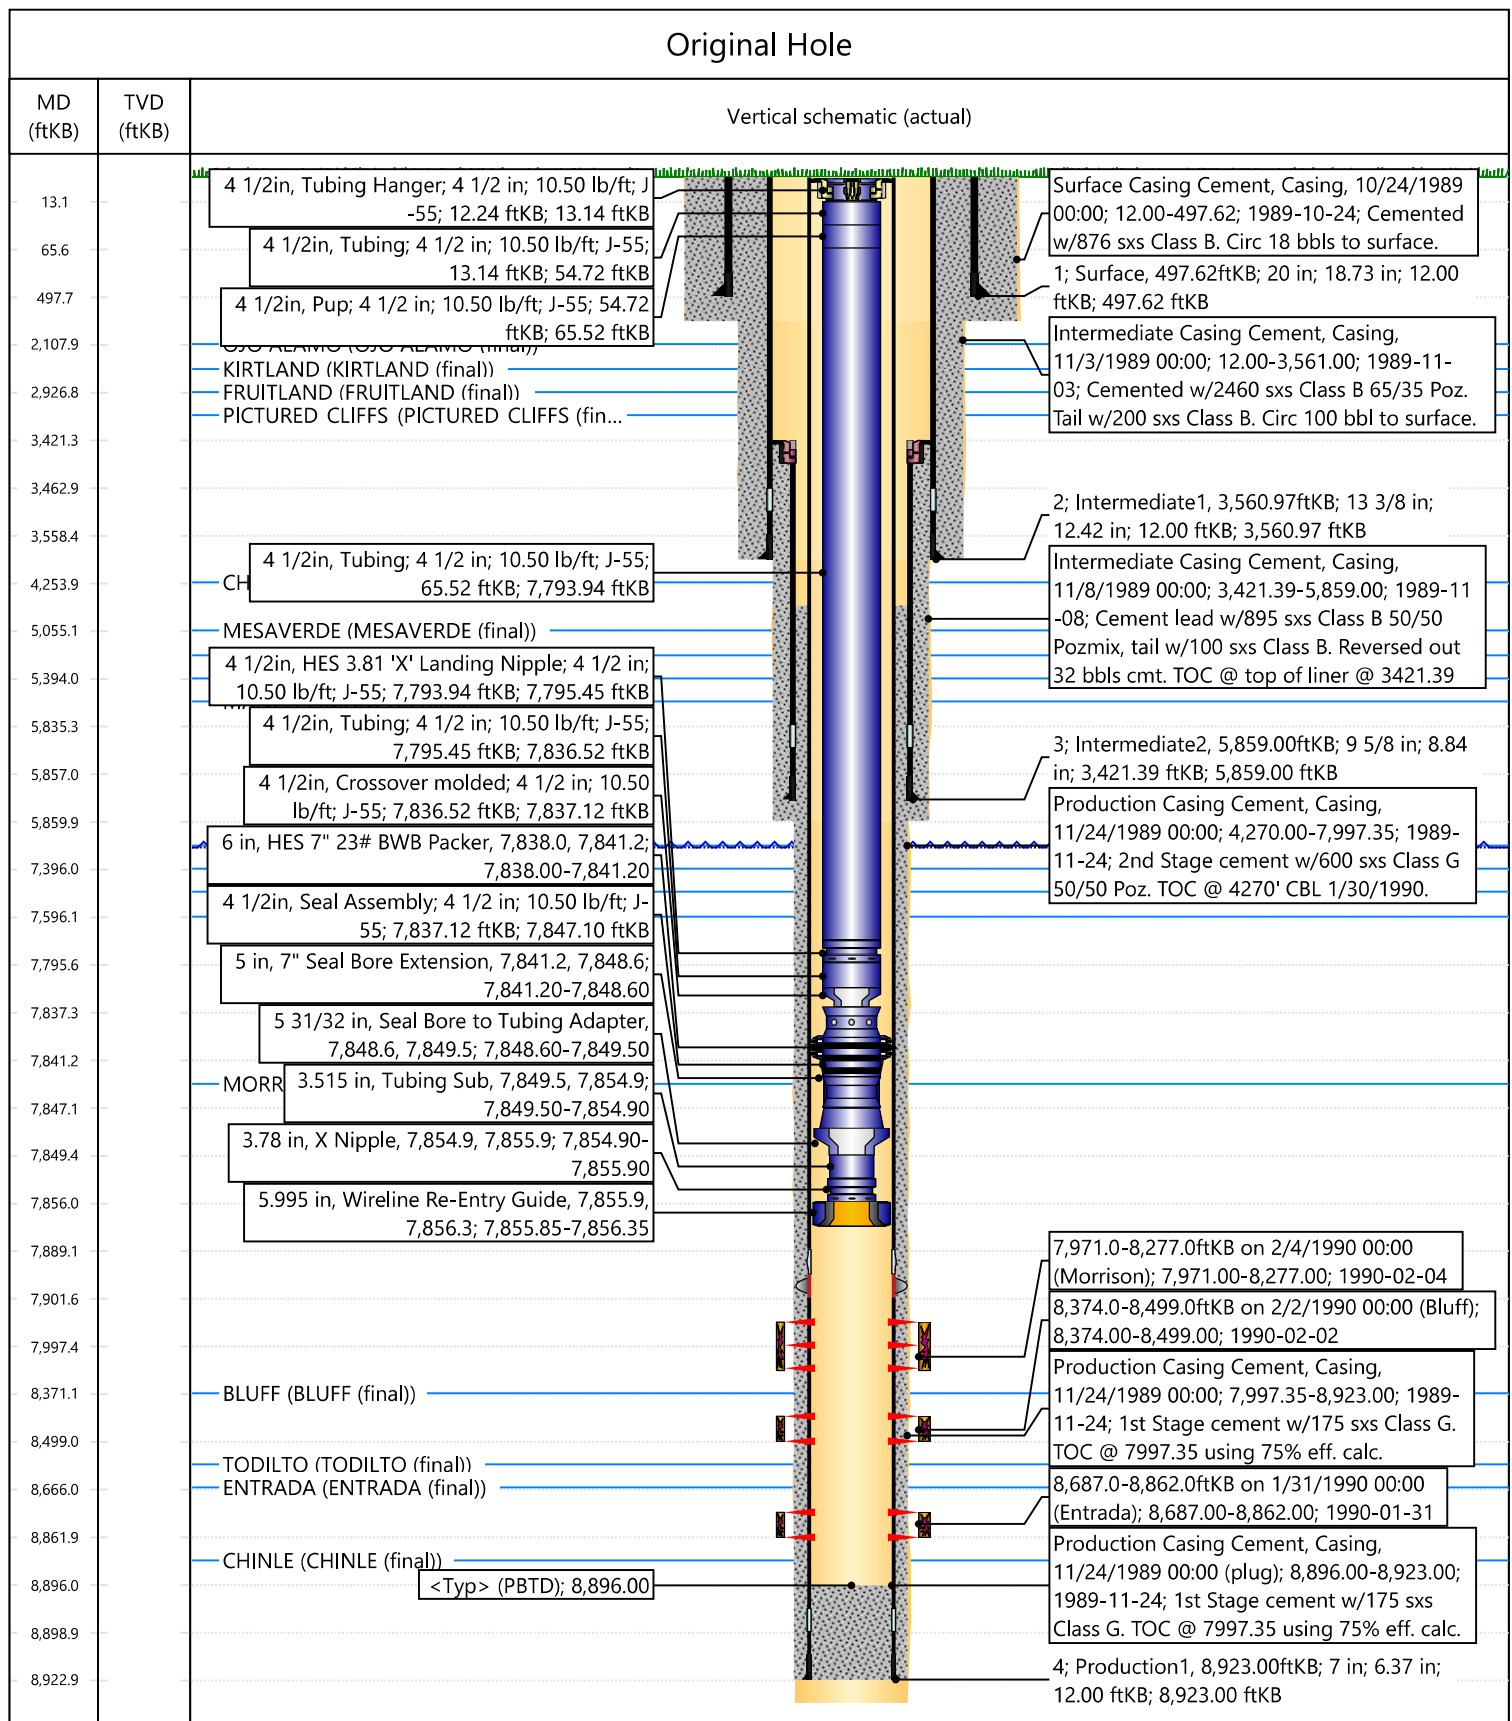 Original Hole
MD
(ftKB)
TVD
(ftKB)
Vertical schematic (actual)
13.1
65.6
497.7
2,107.9
2,926.8
3,421.3
3,462.9
3,558.4
4,253.9
5,055.1
5,394.0
5,835.3
5,857.0
5,859.9
7,396.0
7,596.1
7,795.6
7,837.3
7,841.2
7,847.1
7,849.4
7,856.0
7,889.1
7,901.6
7,997.4
8,371.1
8,499.0
8,666.0
8,861.9
8,896.0
8,898.9
8,922.9
4 1/2in, Tubing Hanger; 4 1/2 in; 10.50 lb/ft; J
-55; 12.24 ftKB; 13.14 ftKB
4 1/2in, Tubing; 4 1/2 in; 10.50 lb/ft; J-55;
13.14 ftKB; 54.72 ftKB
4 1/2in, Pup; 4 1/2 in; 10.50 lb/ft; J-55; 54.72
ftKB; 65.52 ftKB
OJO ALAMO (OJO ALAMO (final))
KIRTLAND (KIRTLAND (final))
FRUITLAND (FRUITLAND (final))
PICTURED CLIFFS (PICTURED CLIFFS (fin...
4 1/2in, Tubing; 4 1/2 in; 10.50 lb/ft; J-55;
65.52 ftKB; 7,793.94 ftKB
CH
MESAVERDE (MESAVERDE (final))
4 1/2in, HES 3.81 'X' Landing Nipple; 4 1/2 in;
10.50 lb/ft; J-55; 7,793.94 ftKB; 7,795.45 ftKB
4 1/2in, Tubing; 4 1/2 in; 10.50 lb/ft; J-55;
7,795.45 ftKB; 7,836.52 ftKB
4 1/2in, Crossover molded; 4 1/2 in; 10.50
lb/ft; J-55; 7,836.52 ftKB; 7,837.12 ftKB
6 in, HES 7" 23# BWB Packer, 7,838.0, 7,841.2;
7,838.00-7,841.20
4 1/2in, Seal Assembly; 4 1/2 in; 10.50 lb/ft; J-
55; 7,837.12 ftKB; 7,847.10 ftKB
5 in, 7" Seal Bore Extension, 7,841.2, 7,848.6;
7,841.20-7,848.60
5 31/32 in, Seal Bore to Tubing Adapter,
7,848.6, 7,849.5; 7,848.60-7,849.50
MORR
3.515 in, Tubing Sub, 7,849.5, 7,854.9;
7,849.50-7,854.90
3.78 in, X Nipple, 7,854.9, 7,855.9; 7,854.90-
7,855.90
5.995 in, Wireline Re-Entry Guide, 7,855.9,
7,856.3; 7,855.85-7,856.35
BLUFF (BLUFF (final))
TODILTO (TODILTO (final))
ENTRADA (ENTRADA (final))
CHINLE (CHINLE (final))
<Typ> (PBTD); 8,896.00
Surface Casing Cement, Casing, 10/24/1989
00:00; 12.00-497.62; 1989-10-24; Cemented
w/876 sxs Class B. Circ 18 bbls to surface.
1; Surface, 497.62ftKB; 20 in; 18.73 in; 12.00
ftKB; 497.62 ftKB
Intermediate Casing Cement, Casing,
11/3/1989 00:00; 12.00-3,561.00; 1989-11-
03; Cemented w/2460 sxs Class B 65/35 Poz.
Tail w/200 sxs Class B. Circ 100 bbl to surface.
2; Intermediate1, 3,560.97ftKB; 13 3/8 in;
12.42 in; 12.00 ftKB; 3,560.97 ftKB
Intermediate Casing Cement, Casing,
11/8/1989 00:00; 3,421.39-5,859.00; 1989-11
-08; Cement lead w/895 sxs Class B 50/50
Pozmix, tail w/100 sxs Class B. Reversed out
32 bbls cmt. TOC @ top of liner @ 3421.39
3; Intermediate2, 5,859.00ftKB; 9 5/8 in; 8.84
in; 3,421.39 ftKB; 5,859.00 ftKB
Production Casing Cement, Casing,
11/24/1989 00:00; 4,270.00-7,997.35; 1989-
11-24; 2nd Stage cement w/600 sxs Class G
50/50 Poz. TOC @ 4270' CBL 1/30/1990.
7,971.0-8,277.0ftKB on 2/4/1990 00:00
(Morrison); 7,971.00-8,277.00; 1990-02-04
8,374.0-8,499.0ftKB on 2/2/1990 00:00 (Bluff);
8,374.00-8,499.00; 1990-02-02
Production Casing Cement, Casing,
11/24/1989 00:00; 7,997.35-8,923.00; 1989-
11-24; 1st Stage cement w/175 sxs Class G.
TOC @ 7997.35 using 75% eff. calc.
8,687.0-8,862.0ftKB on 1/31/1990 00:00
(Entrada); 8,687.00-8,862.00; 1990-01-31
Production Casing Cement, Casing,
11/24/1989 00:00 (plug); 8,896.00-8,923.00;
1989-11-24; 1st Stage cement w/175 sxs
Class G. TOC @ 7997.35 using 75% eff. calc.
4; Production1, 8,923.00ftKB; 7 in; 6.37 in;
12.00 ftKB; 8,923.00 ftKB